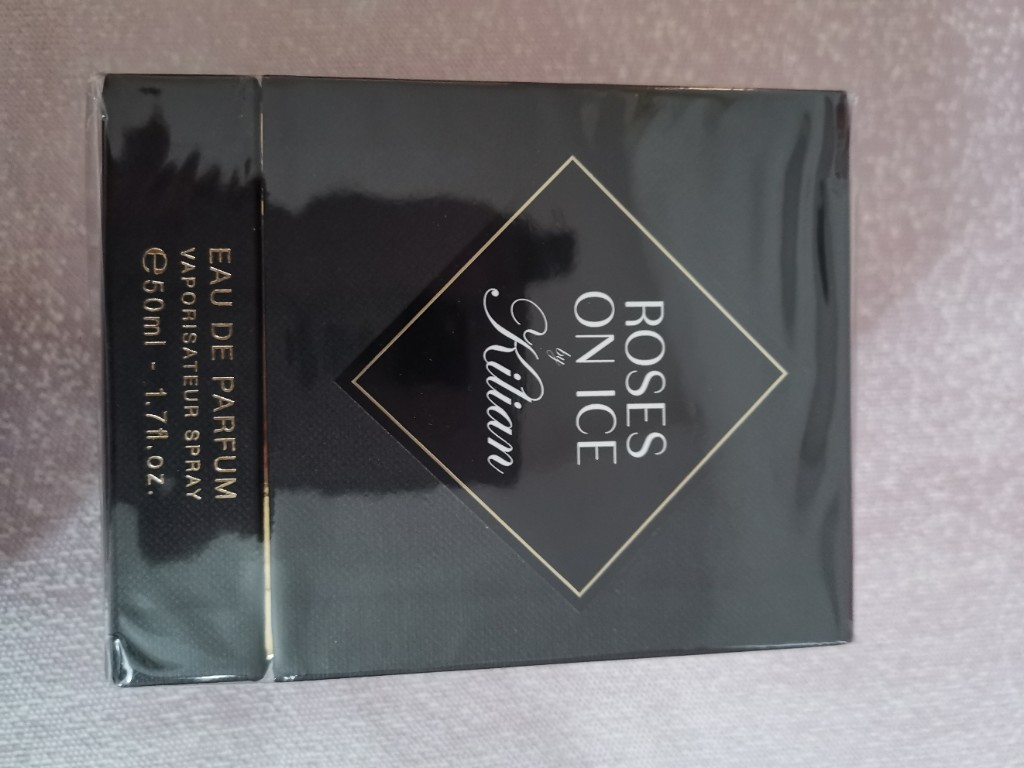 ROSES
ON ICE
by
Kilian
EAU DE PARFUM
VAPORISATEUR SPRAY
℮50ml - 1.7fl.oz.